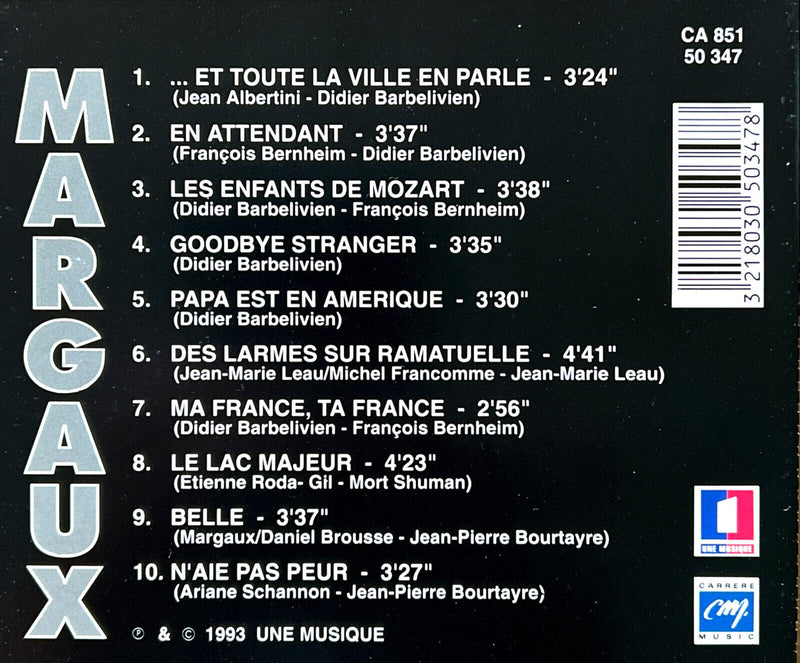 CA 851
50 347
MARGAUX
1. ... ET TOUTE LA VILLE EN PARLE - 3'24"
(Jean Albertini - Didier Barbelivien)
2. EN ATTENDANT - 3'37"
(François Bernheim - Didier Barbelivien)
3. LES ENFANTS DE MOZART - 3'38"
(Didier Barbelivien - François Bernheim)
4. GOODBYE STRANGER - 3'35"
(Didier Barbelivien)
5. PAPA EST EN AMERIQUE - 3'30"
(Didier Barbelivien)
6. DES LARMES SUR RAMATUELLE - 4'41"
(Jean-Marie Leau/Michel Francomme - Jean-Marie Leau)
7. MA FRANCE, TA FRANCE - 2'56"
(Didier Barbelivien - François Bernheim)
8. LE LAC MAJEUR - 4'23"
(Etienne Roda- Gil - Mort Shuman)
9. BELLE - 3'37"
(Margaux/Daniel Brousse - Jean-Pierre Bourtayre)
10. N'AIE PAS PEUR - 3'27"
(Ariane Schannon - Jean-Pierre Bourtayre)
℗ & © 1993 UNE MUSIQUE
3 218030 503478
UNE MUSIQUE
CARRERE
cm
MUSIC